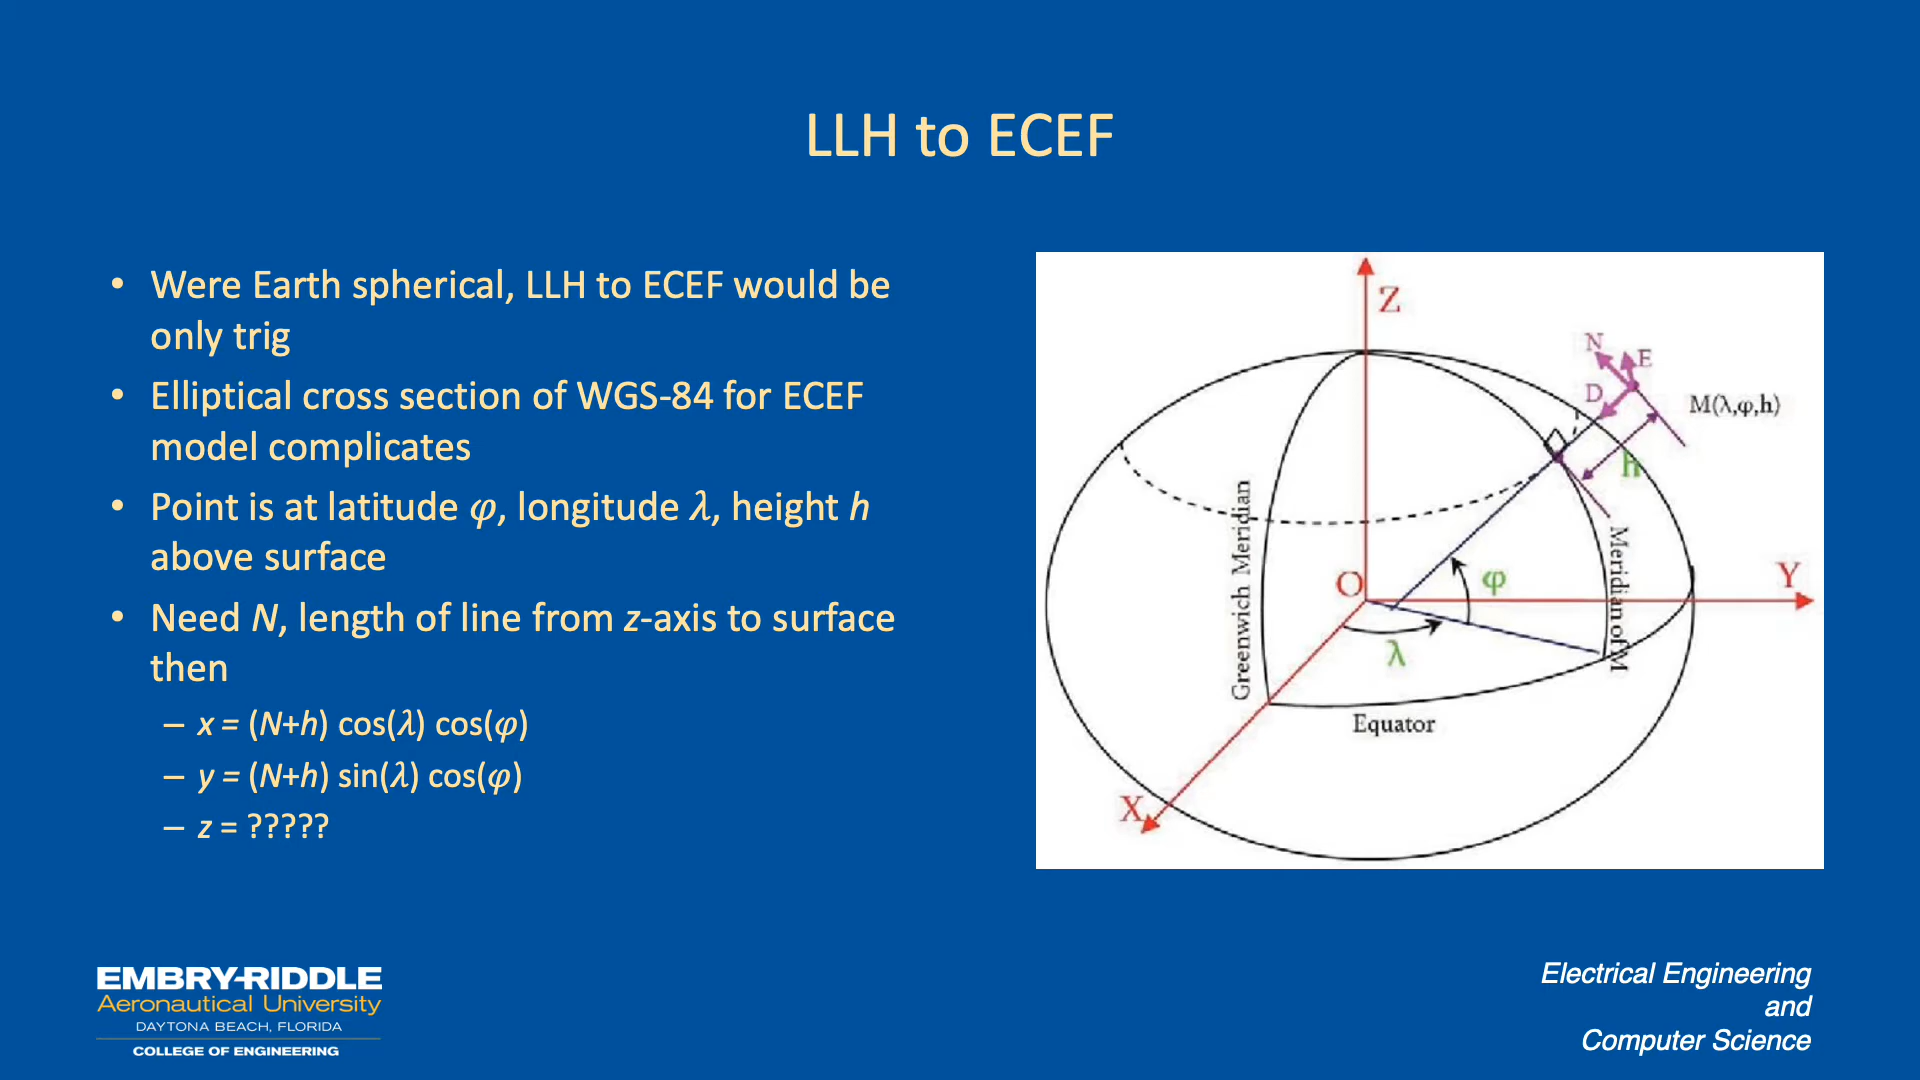 LLH to ECEF
• Were Earth spherical, LLH to ECEF would be
only trig
• Elliptical cross section of WGS-84 for ECEF
model complicates
• Point is at latitude φ, longitude λ, height h
above surface
• Need N, length of line from z-axis to surface
then
– x = (N+h) cos(λ) cos(φ)
– y = (N+h) sin(λ) cos(φ)
– z = ?????
Z
N
E
D
M(λ,φ,h)
h
Greenwich Meridian
Meridian of M
O
φ
Y
λ
Equator
X
EMBRY-RIDDLE
Aeronautical University
DAYTONA BEACH, FLORIDA
COLLEGE OF ENGINEERING
Electrical Engineering
and
Computer Science